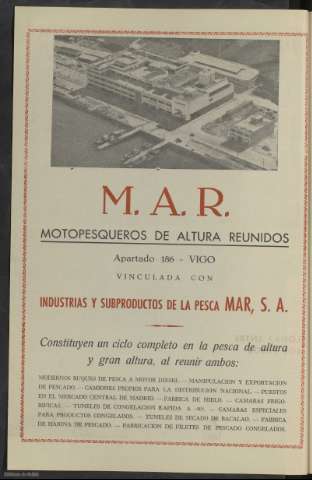 M. A. R.
MOTOPESQUEROS DE ALTURA REUNIDOS
Apartado 186 - VIGO
VINCULADA CON
INDUSTRIAS Y SUBPRODUCTOS DE LA PESCA MAR, S. A.
Constituyen un ciclo completo en la pesca de altura
y gran altura, al reunir ambos:
MODERNOS BUQUES DE PESCA A MOTOR DIESEL. — MANIPULACION Y EXPORTACION
DE PESCADO. — CAMIONES PROPIOS PARA LA DISTRIBUCION NACIONAL. — PUESTOS
EN EL MERCADO CENTRAL DE MADRID. — FABRICA DE HIELO. — CAMARAS FRIGO-
RIFICAS. — TUNELES DE CONGELACION RAPIDA A -40. — CAMARAS ESPECIALES
PARA PRODUCTOS CONGELADOS. — TUNELES DE SECADO DE BACALAO. — FABRICA
DE HARINA DE PESCADO. — FABRICACION DE FILETES DE PESCADO CONGELADOS.